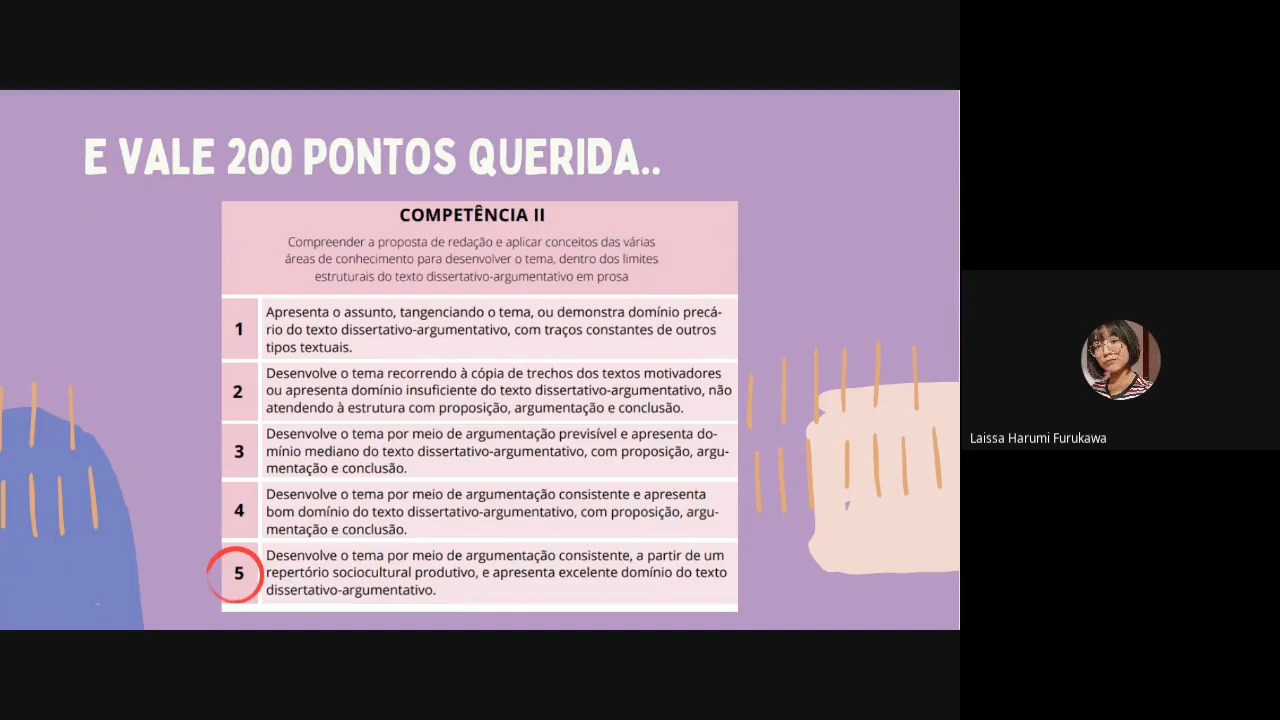 E VALE 200 PONTOS QUERIDA..
COMPETÊNCIA II
Compreender a proposta de redação e aplicar conceitos das várias
áreas de conhecimento para desenvolver o tema, dentro dos limites
estruturais do texto dissertativo-argumentativo em prosa
1
Apresenta o assunto, tangenciando o tema, ou demonstra domínio precá-
rio do texto dissertativo-argumentativo, com traços constantes de outros
tipos textuais.
2
Desenvolve o tema recorrendo à cópia de trechos dos textos motivadores
ou apresenta domínio insuficiente do texto dissertativo-argumentativo, não
atendendo à estrutura com proposição, argumentação e conclusão.
3
Desenvolve o tema por meio de argumentação previsível e apresenta do-
mínio mediano do texto dissertativo-argumentativo, com proposição, argu-
mentação e conclusão.
4
Desenvolve o tema por meio de argumentação consistente e apresenta
bom domínio do texto dissertativo-argumentativo, com proposição, argu-
mentação e conclusão.
5
Desenvolve o tema por meio de argumentação consistente, a partir de um
repertório sociocultural produtivo, e apresenta excelente domínio do texto
dissertativo-argumentativo.
Laissa Harumi Furukawa